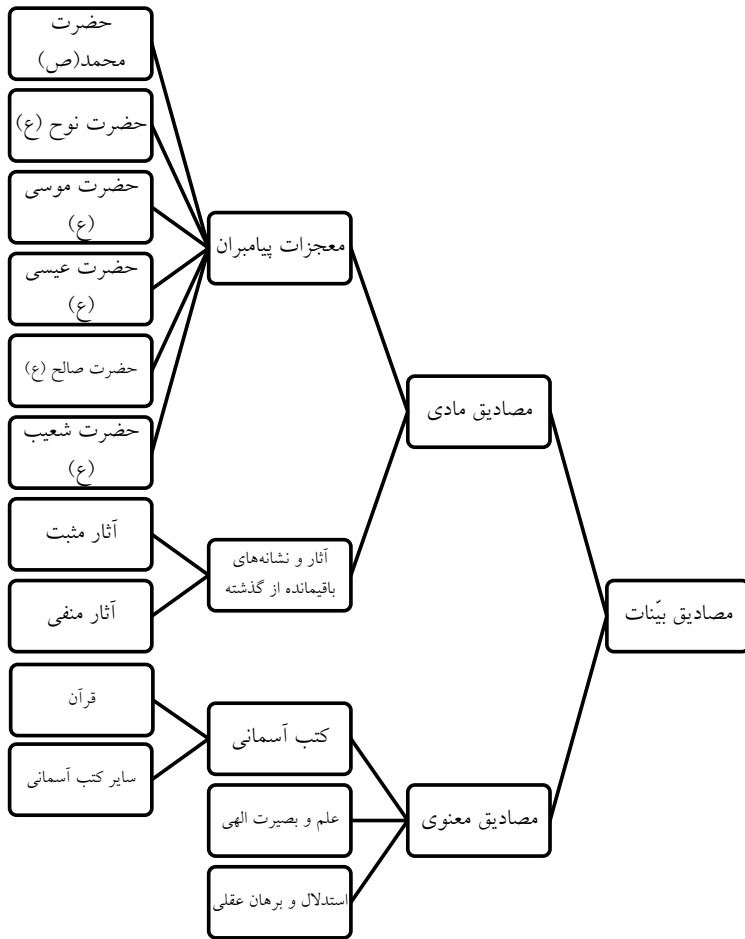 مصادیق بیّنات
مصادیق مادی
معجزات پیامبران
حضرت
محمد(ص)
حضرت نوح (ع)
حضرت موسی
(ع)
حضرت عیسی
(ع)
حضرت صالح (ع)
حضرت شعیب
(ع)
آثار و نشانه‌های
باقیمانده از گذشته
آثار مثبت
آثار منفی
مصادیق معنوی
کتب آسمانی
قرآن
سایر کتب آسمانی
علم و بصیرت الهی
استدلال و برهان عقلی